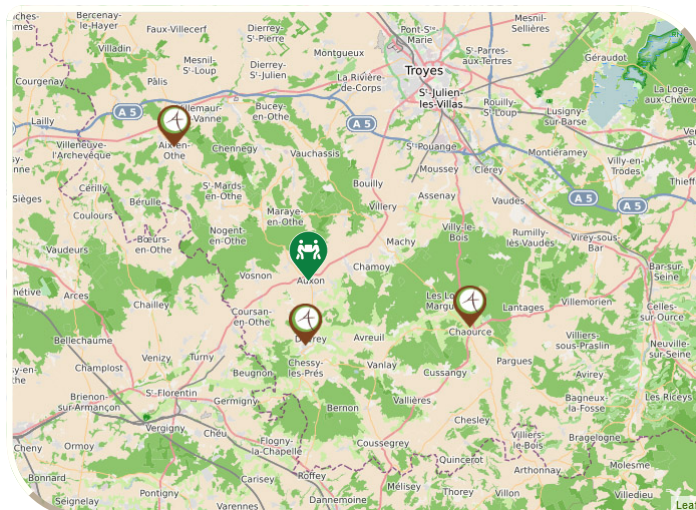 Bercenay-
le-Hayer
Faux-Villecerf
Dierrey-
Sᵗ-Pierre
Pont-Sᵗᵉ-
Marie
Mesnil-
Sellières
Villadin
Montgueux
Sᵗ-Parres-
aux-Tertres
Géraudot
Mesnil-
Sᵗ-Loup
Dierrey-
Sᵗ-Julien
Troyes
Courgenay
Pâlis
La Rivière-
de-Corps
Sᵗ-Julien-
les-Villas
La Loge-
aux-Chèvre
Rouilly-
Sᵗ-Loup
Lusigny-
sur-Barse
A 5
Lailly
Bucey-
en-Othe
A 5
Villeneuve-
l'Archevêque
Aix-en-
Othe
Chennegy
Vauchassis
Moussey
Clérey
Montiéramey
Villy-en-
Trodes
Thieff
Cérilly
Sᵗ-Mards-
en-Othe
Bouilly
Assenay
A 5
A 5
Sièges
Bérulle
Coulours
Maraye-
en-Othe
Villery
Vaudes
Vaudeurs
Bœurs-
en-Othe
Nogent-
en-Othe
Machy
Villy-le-
Bois
Rumilly-
lès-Vaudes
Virey-sous-
Bar
Bar-sur-
Seine
Vosnon
Auxon
Chamoy
hétive
Arces
Chailley
Coursan-
en-Othe
Lantages
Villemorien
Celles-
sur-Ource
Chaource
Bellechaume
Avreuil
Villiers-
sous-Praslin
Neuville-
sur-Seine
Venizy
Turny
Chessy-
les-Prés
Vanlay
Pargues
Champlost
Beugnon
Cussangy
Avirey
Brienon-
sur-Armançon
Sᵗ-Florentin
Germigny
Bernon
Vallières
Bagneux-
la-Fosse
Les Riceys
Vergigny
Chéu
Chesley
Villiers-
le-Bois
Bragelogne
Cheny
Ormoy
Flogny-
la-Chapelle
Coussegrey
Quincerot
Molesme
Bonnard
Roffey
Arthonnay
Carisey
Mélisey
Thorey
Villon
Villedieu
Seignelay
Pontigny
Varennes
Dannemoine
Leaf